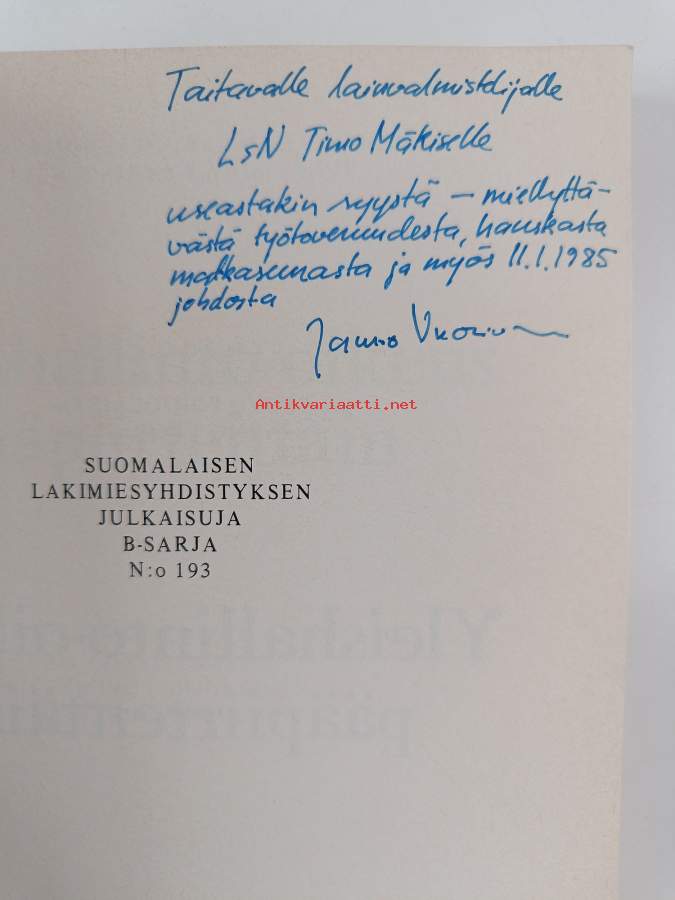 Taitavalle lainvalmistelijalle
LsN Timo Mäkiselle
useastakin syystä – miellyttä-
västä työtoveruudesta, hauskasta
matkaseurasta ja myös 11.1.1985
johdosta
Antikvariaatti.net
SUOMALAISEN
LAKIMIESYHDISTYKSEN
JULKAISUJA
B-SARJA
N:o 193